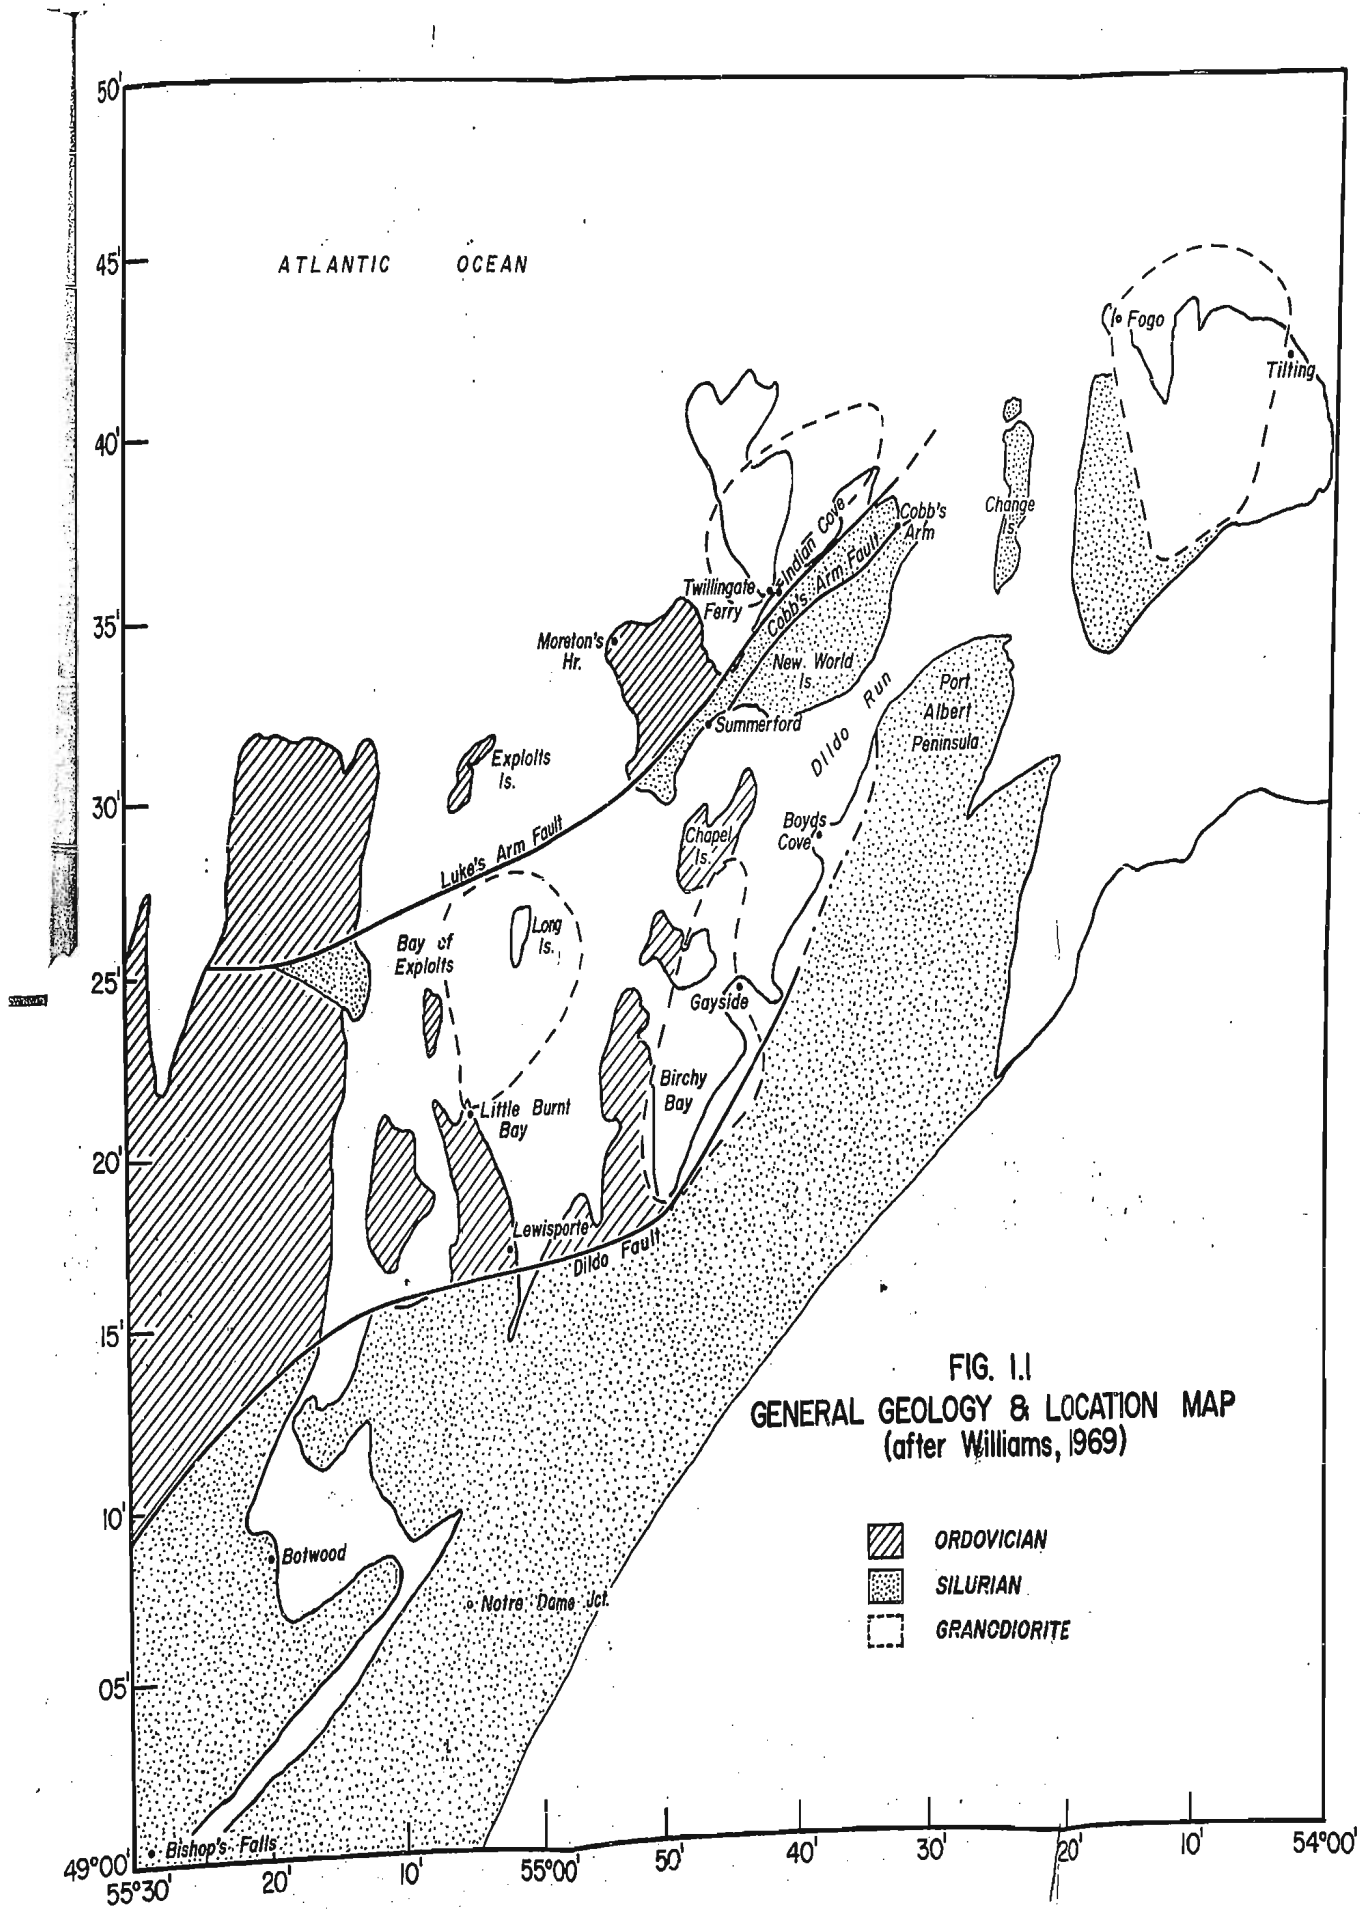 50'
45'
40'
35'
30'
25'
20'
15'
10'
05'
49°00'
55°30'
20'
10'
55°00'
50'
40'
30'
20'
10'
54°00'
ATLANTIC OCEAN
Fogo
Tilting
Change
Is.
Cobb's
Arm
Indian Cove
Cobb's Arm Fault
Twillingate
Ferry
Moreton's
Hr.
New World
Is.
Summerford
Dildo Run
Port
Albert
Peninsula
Exploits
Is.
Luke's Arm Fault
Chapel
Is.
Boyds
Cove
Bay of
Exploits
Long
Is.
Gayside
Birchy
Bay
Little Burnt
Bay
Lewisporte
Dildo Fault
Botwood
Notre Dame Jct.
Bishop's Falls
FIG. 1.1
GENERAL GEOLOGY & LOCATION MAP
(after Williams, 1969)
ORDOVICIAN
SILURIAN
GRANODIORITE